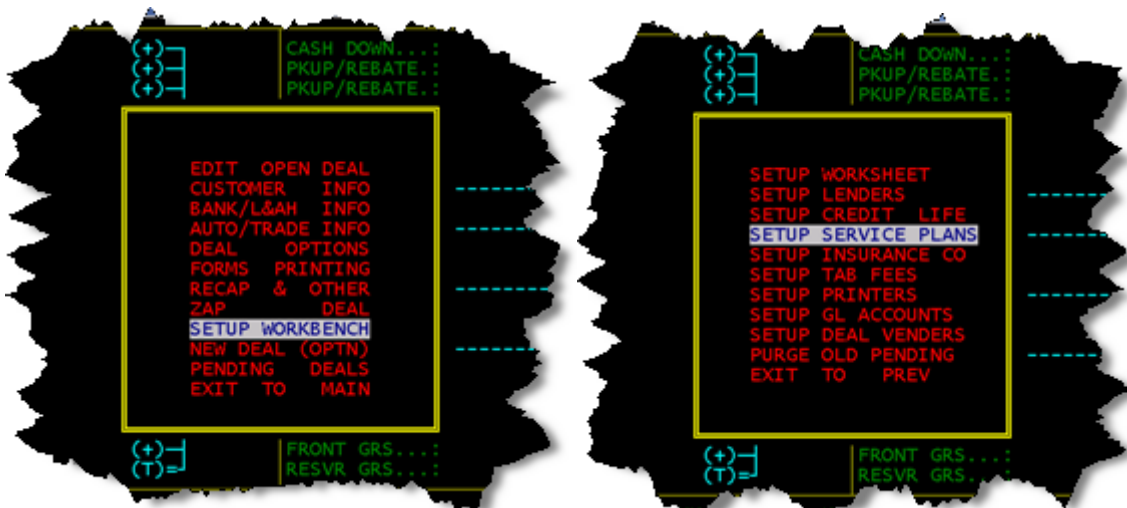 (+) CASH DOWN...:
(+) PKUP/REBATE.:
(+) PKUP/REBATE.:
EDIT OPEN DEAL
CUSTOMER INFO
BANK/L&AH INFO
AUTO/TRADE INFO
DEAL OPTIONS
FORMS PRINTING
RECAP & OTHER
ZAP DEAL
SETUP WORKBENCH
NEW DEAL (OPTN)
PENDING DEALS
EXIT TO MAIN
(+) FRONT GRS...:
(T)= RESVR GRS...:
(+) CASH DOWN...:
(+) PKUP/REBATE.:
(+) PKUP/REBATE.:
SETUP WORKSHEET
SETUP LENDERS
SETUP CREDIT LIFE
SETUP SERVICE PLANS
SETUP INSURANCE CO
SETUP TAB FEES
SETUP PRINTERS
SETUP GL ACCOUNTS
SETUP DEAL VENDERS
PURGE OLD PENDING
EXIT TO PREV
(+) FRONT GRS...:
(T)= RESVR GRS.